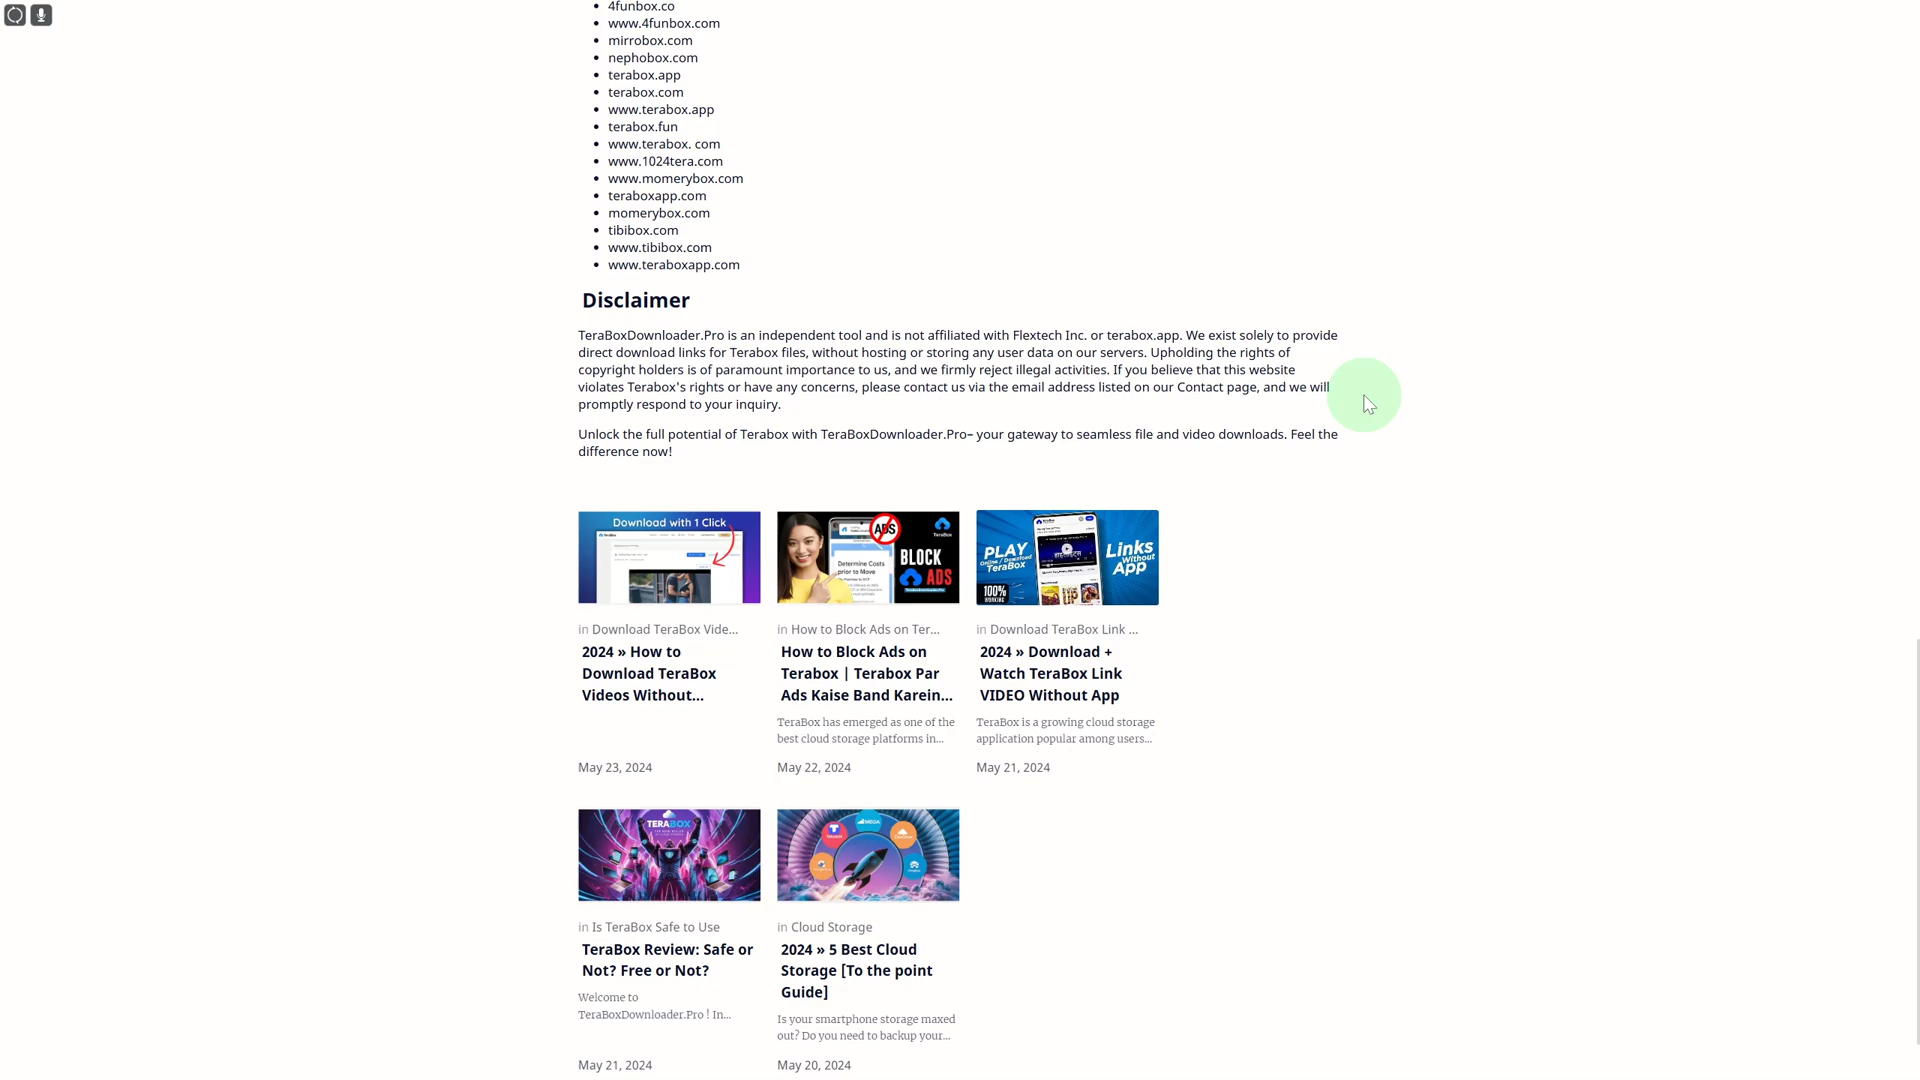 4funbox.co
www.4funbox.com
mirrobox.com
nephobox.com
terabox.app
terabox.com
www.terabox.app
terabox.fun
www.terabox. com
www.1024tera.com
www.momerybox.com
teraboxapp.com
momerybox.com
tibibox.com
www.tibibox.com
www.teraboxapp.com
Disclaimer
TeraBoxDownloader.Pro is an independent tool and is not affiliated with Flextech Inc. or terabox.app. We exist solely to provide
direct download links for Terabox files, without hosting or storing any user data on our servers. Upholding the rights of
copyright holders is of paramount importance to us, and we firmly reject illegal activities. If you believe that this website
violates Terabox's rights or have any concerns, please contact us via the email address listed on our Contact page, and we will
promptly respond to your inquiry.
Unlock the full potential of Terabox with TeraBoxDownloader.Pro– your gateway to seamless file and video downloads. Feel the
difference now!
Download with 1 Click
ADS
TeraBox
Determine Costs
prior to Move
BLOCK
ADS
PLAY
Online / Download
TeraBox
100%
WORKING
Links
Without
App
in Download TeraBox Vide...
2024 » How to
Download TeraBox
Videos Without...
May 23, 2024
in How to Block Ads on Ter...
How to Block Ads on
Terabox | Terabox Par
Ads Kaise Band Karein...
TeraBox has emerged as one of the
best cloud storage platforms in...
May 22, 2024
in Download TeraBox Link ...
2024 » Download +
Watch TeraBox Link
VIDEO Without App
TeraBox is a growing cloud storage
application popular among users...
May 21, 2024
TERABOX
MEGA
in Is TeraBox Safe to Use
TeraBox Review: Safe or
Not? Free or Not?
Welcome to
TeraBoxDownloader.Pro ! In...
May 21, 2024
in Cloud Storage
2024 » 5 Best Cloud
Storage [To the point
Guide]
Is your smartphone storage maxed
out? Do you need to backup your...
May 20, 2024